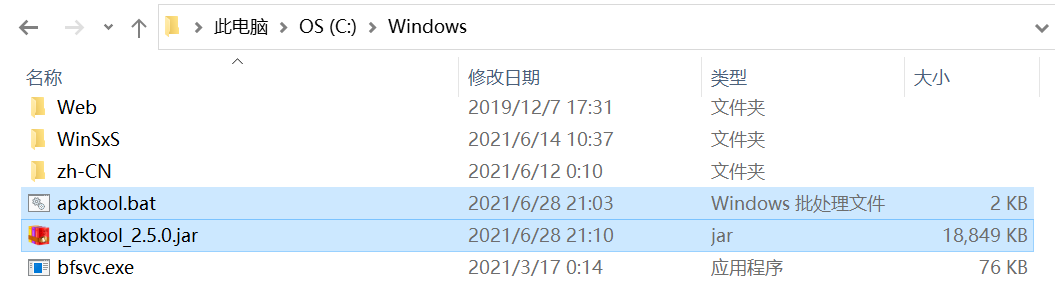 此电脑 OS (C:) Windows
名称 修改日期 类型 大小
Web 2019/12/7 17:31 文件夹
WinSxS 2021/6/14 10:37 文件夹
zh-CN 2021/6/12 0:10 文件夹
apktool.bat 2021/6/28 21:03 Windows 批处理文件 2 KB
apktool_2.5.0.jar 2021/6/28 21:10 jar 18,849 KB
bfsvc.exe 2021/3/17 0:14 应用程序 76 KB